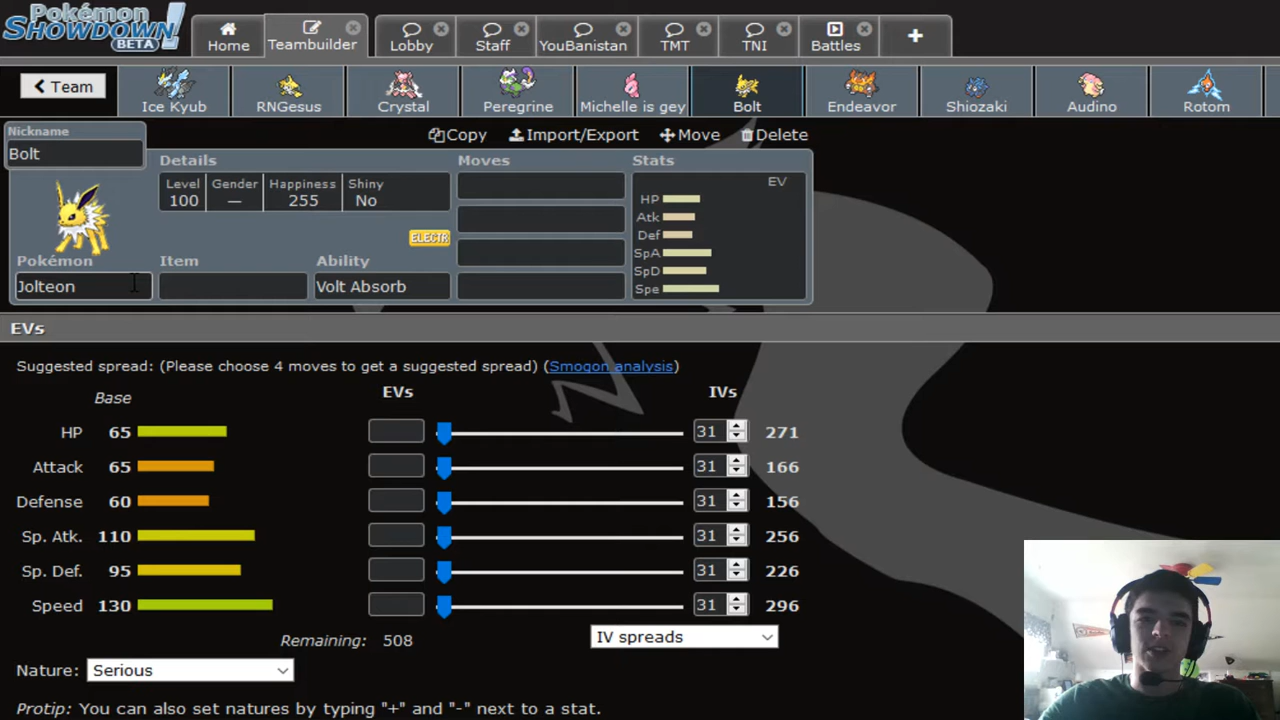 Pokémon
SHOWDOWN!
BETA
Home
Teambuilder
Lobby
Staff
YouBanistan
TMT
TNI
Battles
+
< Team
Ice Kyub
RNGesus
Crystal
Peregrine
Michelle is gey
Bolt
Endeavor
Shiozaki
Audino
Rotom
Nickname
Bolt
Copy
Import/Export
Move
Delete
Details
Moves
Stats
Level
100
Gender
—
Happiness
255
Shiny
No
EV
HP
Atk
Def
SpA
SpD
Spe
ELECTR
Pokémon
Item
Ability
Jolteon
Volt Absorb
EVs
Suggested spread: (Please choose 4 moves to get a suggested spread) (Smogon analysis)
Base
EVs
IVs
HP 65 31 271
Attack 65 31 166
Defense 60 31 156
Sp. Atk. 110 31 256
Sp. Def. 95 31 226
Speed 130 31 296
Remaining: 508
IV spreads
Nature: Serious
Protip: You can also set natures by typing "+" and "-" next to a stat.